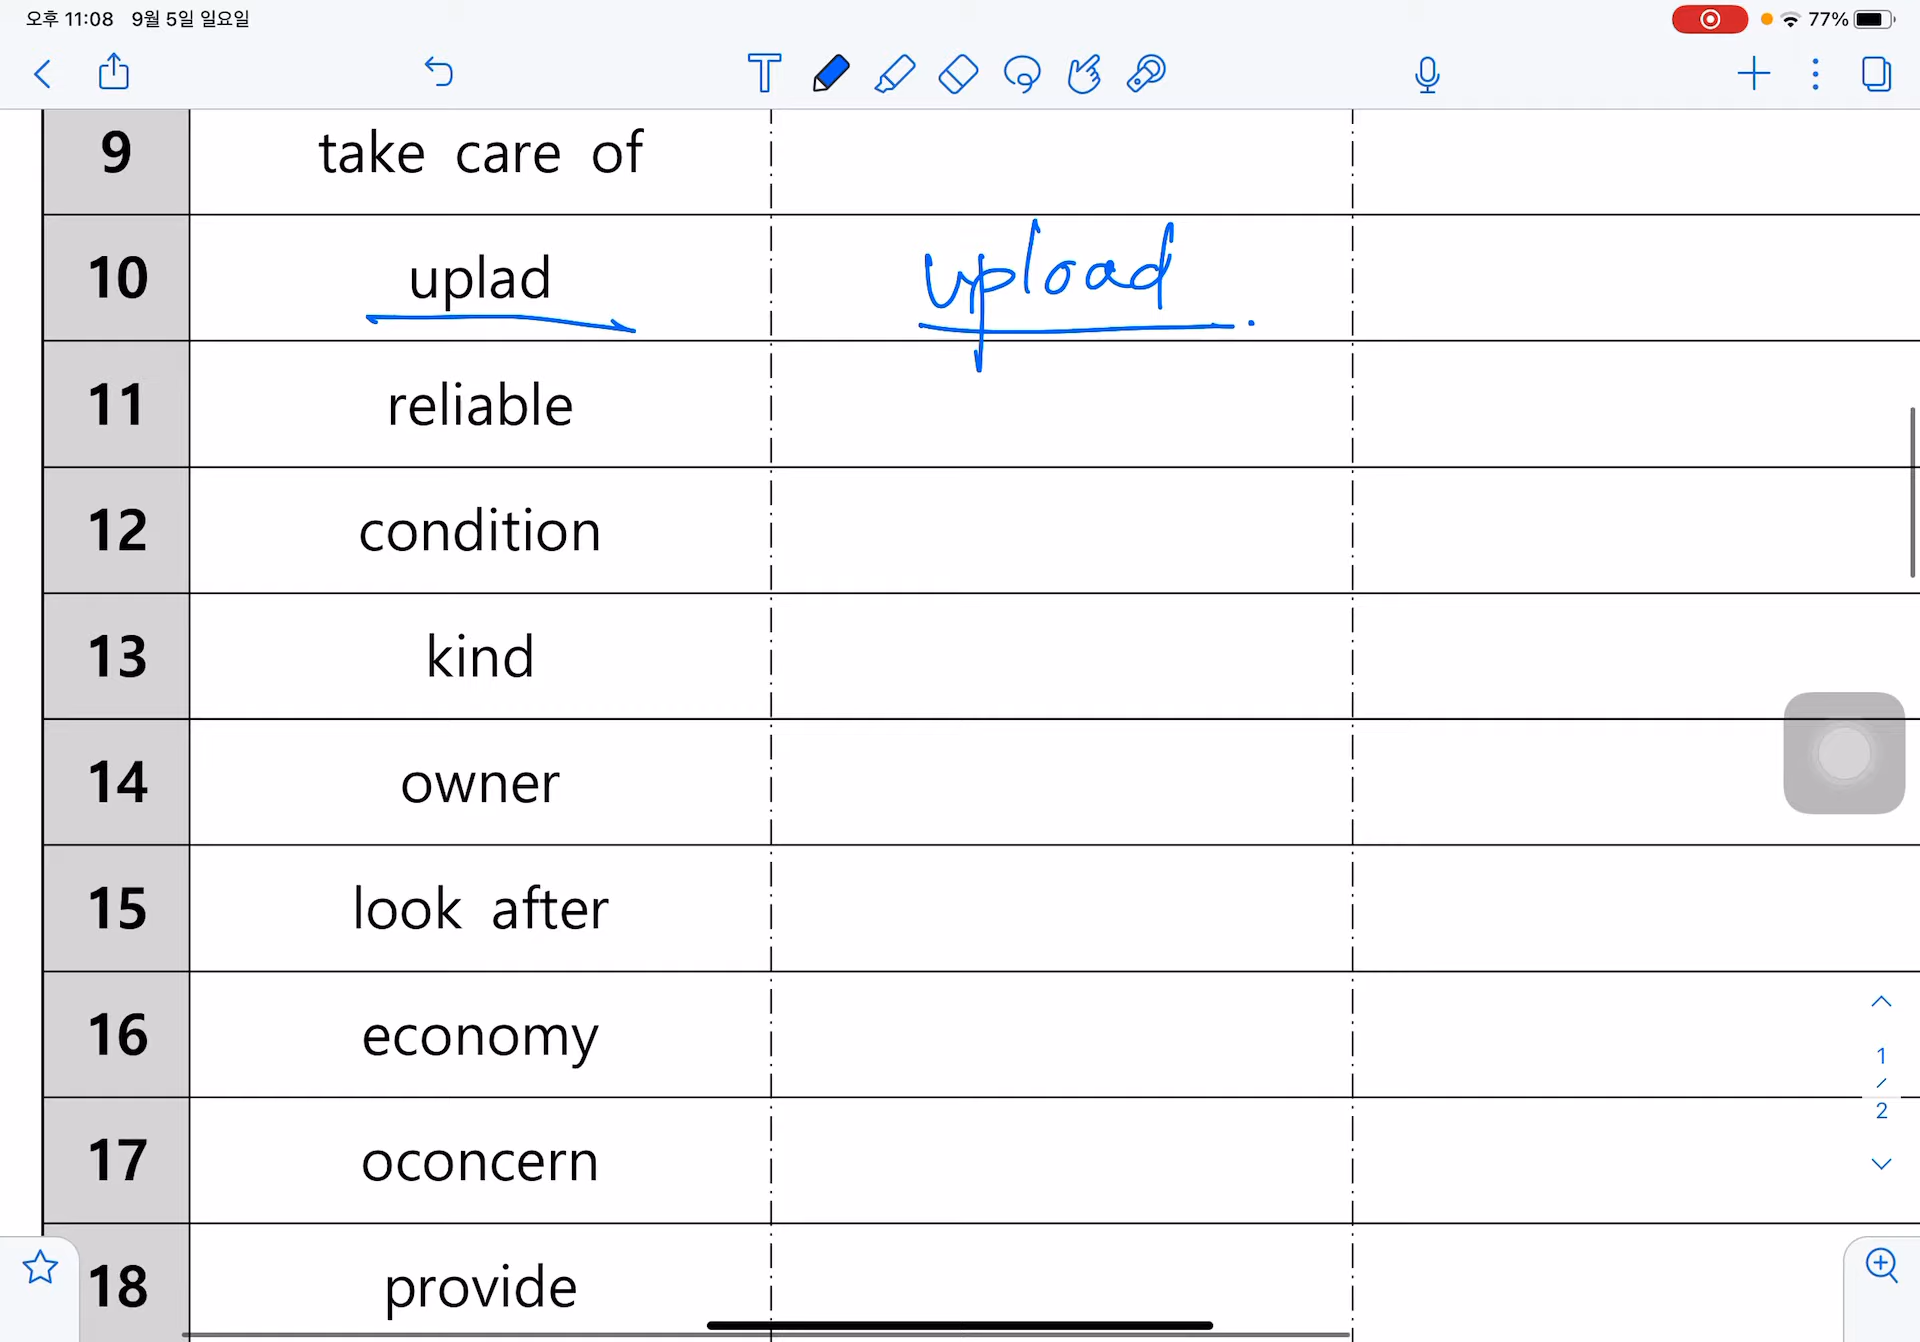 오후 11:08 9월 5일 일요일 77%
9 take care of
10 uplad upload.
11 reliable
12 condition
13 kind
14 owner
15 look after
16 economy
1
/
2
17 oconcern
18 provide